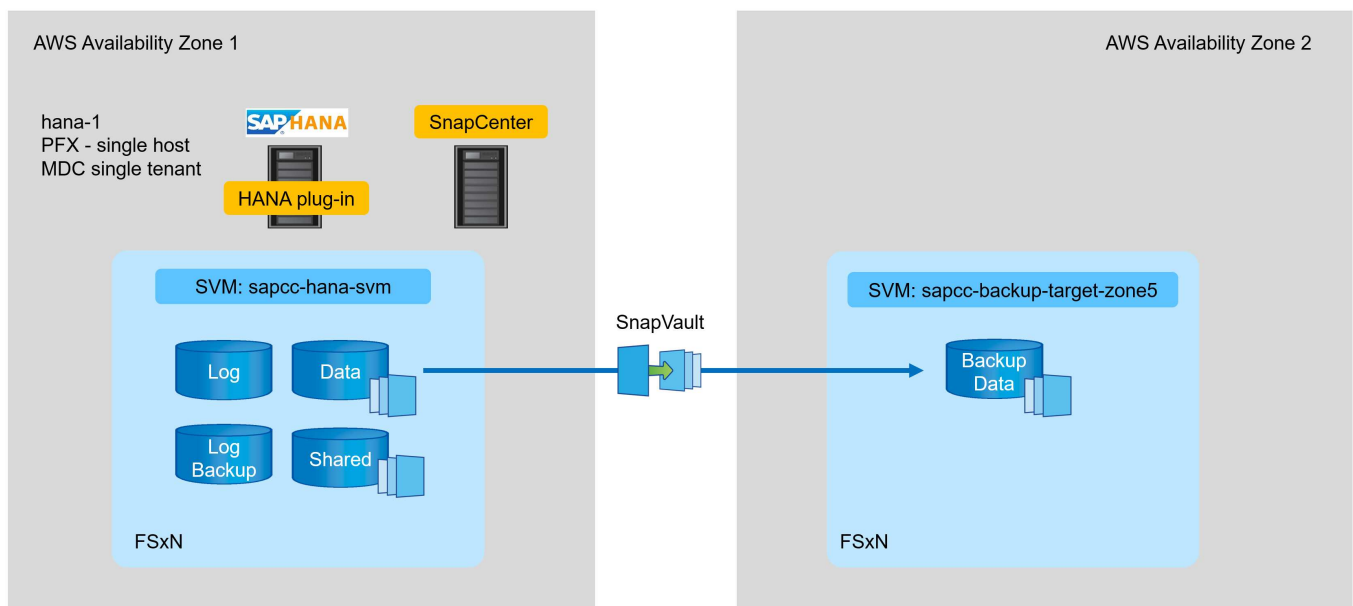 AWS Availability Zone 1
AWS Availability Zone 2
hana-1
PFX - single host
MDC single tenant
SAP HANA
SnapCenter
HANA plug-in
SVM: sapcc-hana-svm
SVM: sapcc-backup-target-zone5
SnapVault
Log
Data
Backup
Data
Log
Backup
Shared
FSxN
FSxN